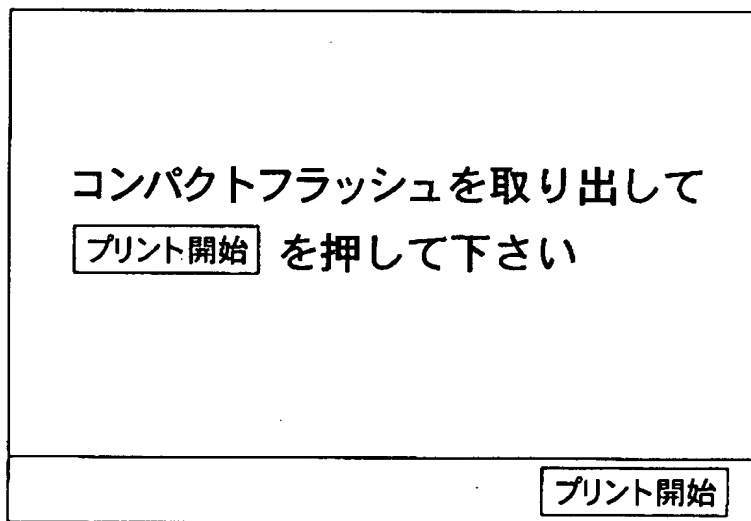 コンパクトフラッシュを取り出して
プリント開始 を押して下さい
プリント開始